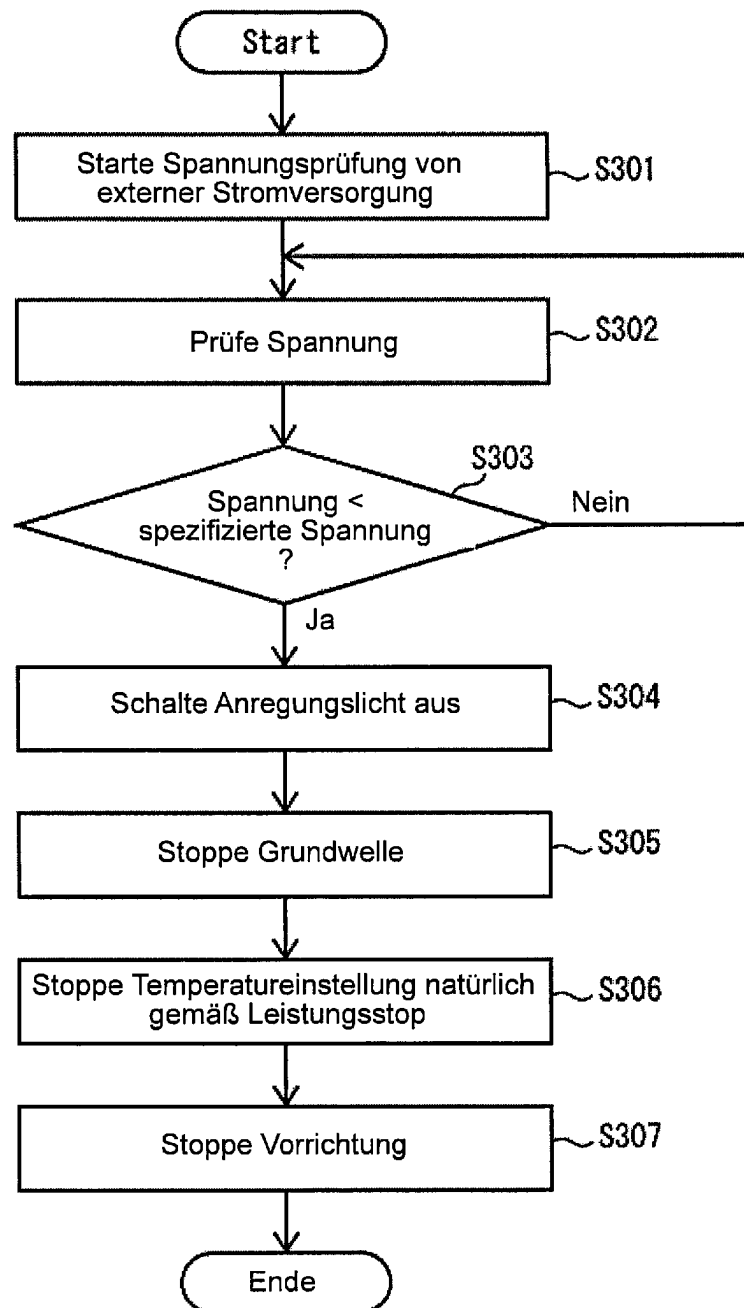 Start
Starte Spannungsprüfung von
externer Stromversorgung
S301
Prüfe Spannung
S302
S303
Spannung <
spezifizierte Spannung
?
Nein
Ja
Schalte Anregungslicht aus
S304
Stoppe Grundwelle
S305
Stoppe Temperatureinstellung natürlich
gemäß Leistungsstop
S306
Stoppe Vorrichtung
S307
Ende